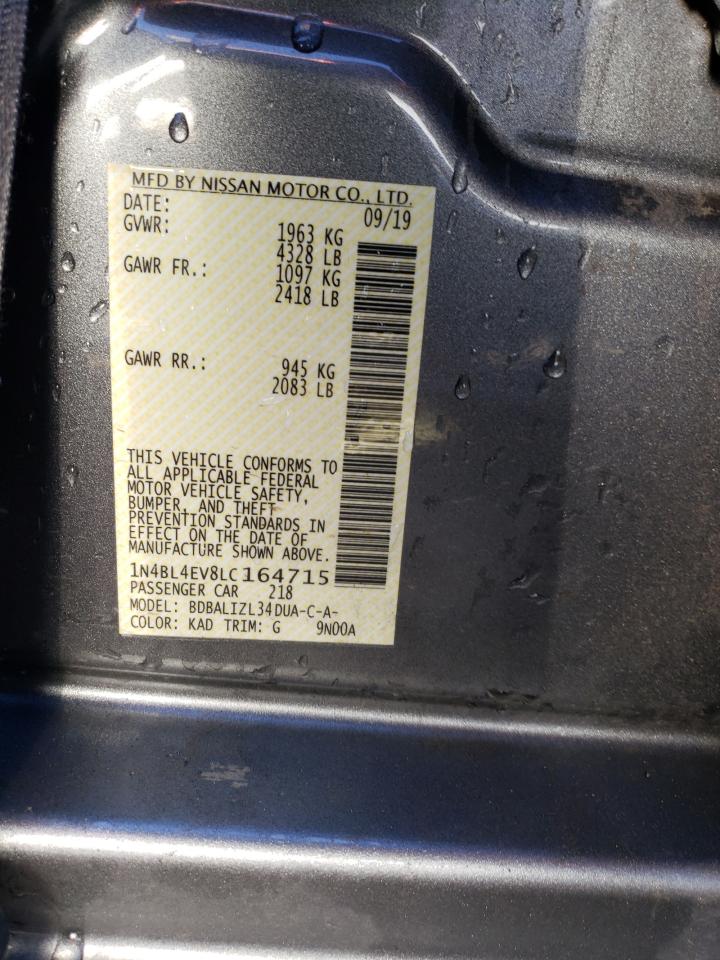 MFD BY NISSAN MOTOR CO., LTD.
DATE: 09/19
GVWR: 1963 KG
4328 LB
GAWR FR.: 1097 KG
2418 LB
GAWR RR.: 945 KG
2083 LB
THIS VEHICLE CONFORMS TO
ALL APPLICABLE FEDERAL
MOTOR VEHICLE SAFETY,
BUMPER, AND THEFT
PREVENTION STANDARDS IN
EFFECT ON THE DATE OF
MANUFACTURE SHOWN ABOVE.
1N4BL4EV8LC164715
PASSENGER CAR 218
MODEL: BDBALIZL34DUA-C-A-
COLOR: KAD TRIM: G 9N00A